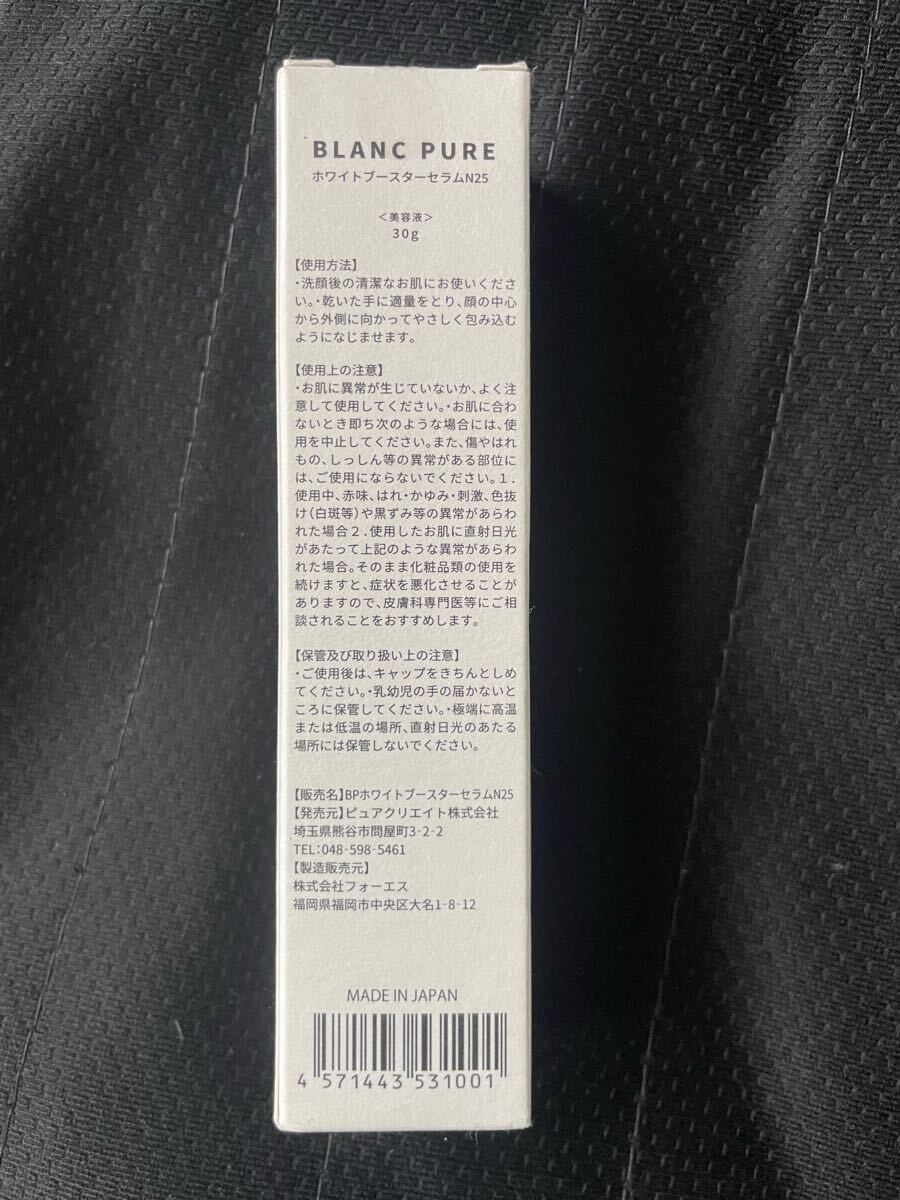 BLANC PURE
ホワイトブースターセラムN25
＜美容液＞
30g
【使用方法】
・洗顔後の清潔なお肌にお使いくださ
い。・乾いた手に適量をとり、顔の中心
から外側に向かってやさしく包み込む
ようになじませます。
【使用上の注意】
・お肌に異常が生じていないか、よく注
意して使用してください。・お肌に合わ
ないとき即ち次のような場合には、使
用を中止してください。また、傷やはれ
もの、しっしん等の異常がある部位に
は、ご使用にならないでください。１．
使用中、赤味、はれ・かゆみ・刺激、色抜
け（白斑等）や黒ずみ等の異常があらわ
れた場合２．使用したお肌に直射日光
があたって上記のような異常があらわ
れた場合。そのまま化粧品類の使用を
続けますと、症状を悪化させることが
ありますので、皮膚科専門医等にご相
談されることをおすすめします。
【保管及び取り扱い上の注意】
・ご使用後は、キャップをきちんとしめ
てください。・乳幼児の手の届かないと
ころに保管してください。・極端に高温
または低温の場所、直射日光のあたる
場所には保管しないでください。
【販売名】BPホワイトブースターセラムN25
【発売元】ピュアクリエイト株式会社
埼玉県熊谷市問屋町3-2-2
TEL:048-598-5461
【製造販売元】
株式会社フォーエス
福岡県福岡市中央区大名1-8-12
MADE IN JAPAN
4 571443 531001